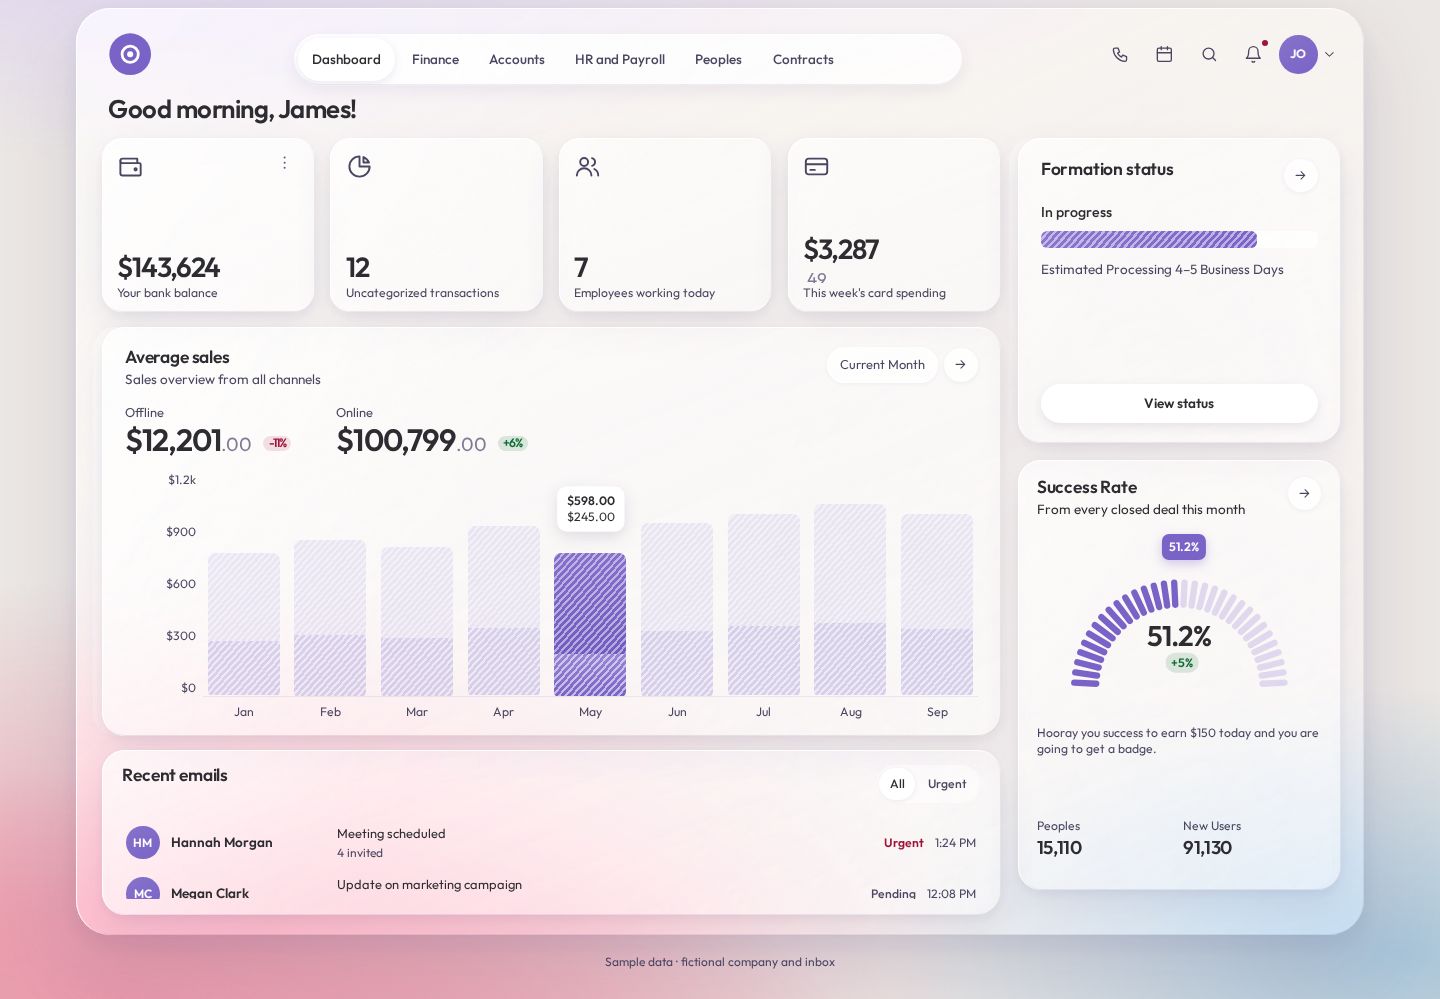 Dashboard
Finance
Accounts
HR and Payroll
Peoples
Contracts
JO
Good morning, James!
$143,624
Your bank balance
12
Uncategorized transactions
7
Employees working today
$3,287
49
This week's card spending
Formation status
In progress
Estimated Processing 4–5 Business Days
View status
Average sales
Sales overview from all channels
Current Month
Offline
$12,201.00 -11%
Online
$100,799.00 +6%
$1.2k
$900
$600
$300
$0
$598.00
$245.00
Jan
Feb
Mar
Apr
May
Jun
Jul
Aug
Sep
Success Rate
From every closed deal this month
51.2%
51.2%
+5%
Hooray you success to earn $150 today and you are
going to get a badge.
Peoples
15,110
New Users
91,130
Recent emails
All
Urgent
HM
Hannah Morgan
Meeting scheduled
4 invited
Urgent
1:24 PM
MC
Megan Clark
Update on marketing campaign
Pending
12:08 PM
Sample data · fictional company and inbox